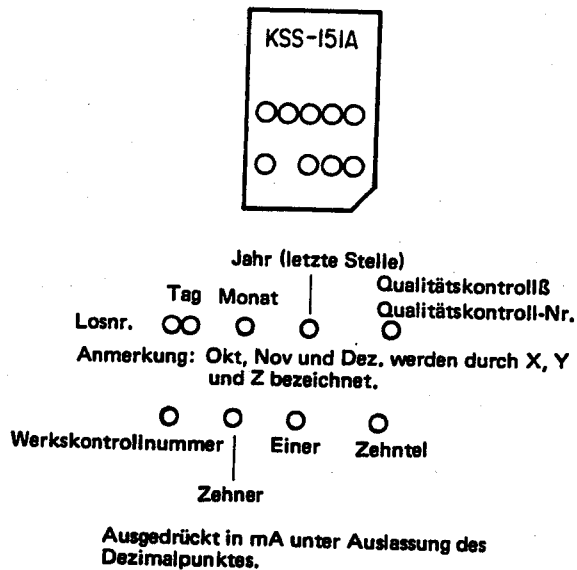 KSS-151A
Jahr (letzte Stelle)
Qualitätskontrollß
Tag Monat
Qualitätskontroll-Nr.
Losnr.
Anmerkung: Okt, Nov und Dez. werden durch X, Y
und Z bezeichnet.
Werkskontrollnummer Einer Zehntel
Zehner
Ausgedrückt in mA unter Auslassung des
Dezimalpunktes.